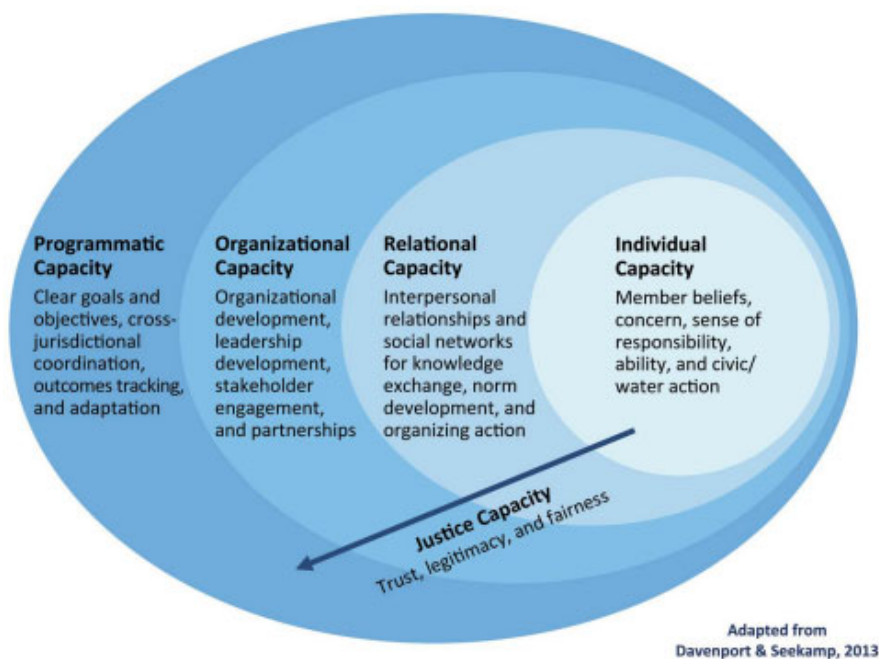 Programmatic
Capacity
Clear goals and
objectives, cross-
jurisdictional
coordination,
outcomes tracking,
and adaptation
Organizational
Capacity
Organizational
development,
leadership
development,
stakeholder
engagement,
and partnerships
Relational
Capacity
Interpersonal
relationships and
social networks
for knowledge
exchange, norm
development, and
organizing action
Individual
Capacity
Member beliefs,
concern, sense of
responsibility,
ability, and civic/
water action
Justice Capacity
Trust, legitimacy, and fairness
Adapted from
Davenport & Seekamp, 2013